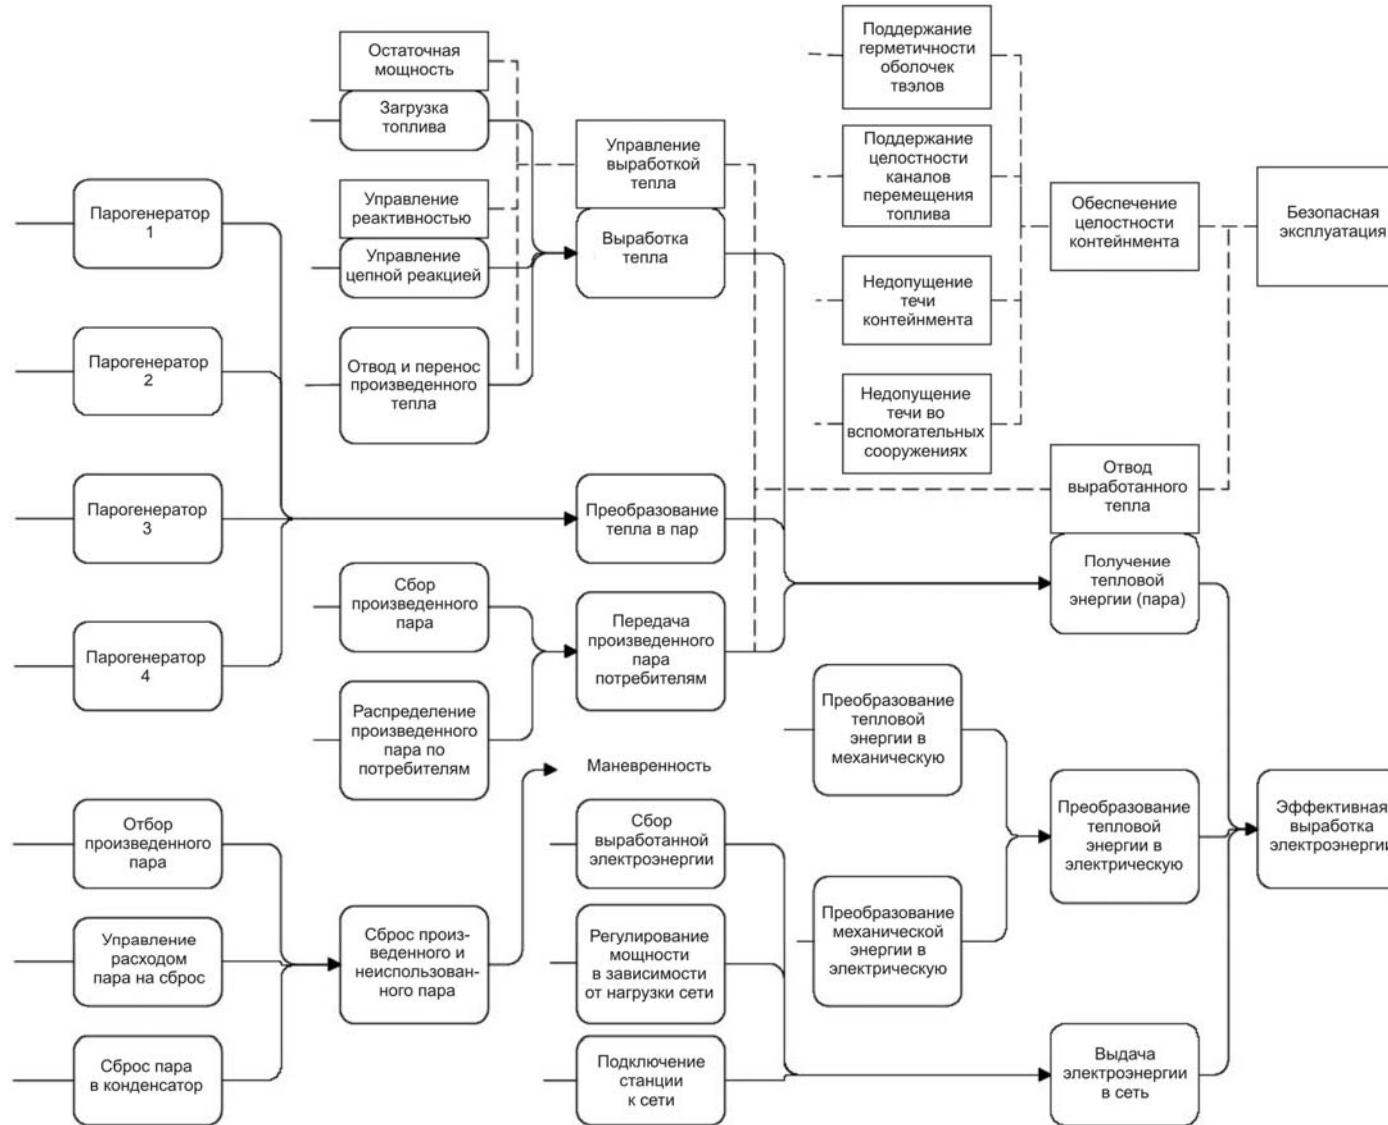 Остаточная
мощность
Загрузка
топлива
Управление
реактивностью
Управление
цепной реакцией
Отвод и перенос
произведенного
тепла
Управление
выработкой
тепла
Выработка
тепла
Поддержание
герметичности
оболочек
твэлов
Поддержание
целостности
каналов
перемещения
топлива
Недопущение
течи
контейнмента
Недопущение
течи во
вспомогательных
сооружениях
Обеспечение
целостности
контейнмента
Безопасная
эксплуатация
Парогенератор
1
Парогенератор
2
Парогенератор
3
Парогенератор
4
Преобразование
тепла в пар
Сбор
произведенного
пара
Распределение
произведенного
пара по
потребителям
Передача
произведенного
пара
потребителям
Отвод
выработанного
тепла
Получение
тепловой
энергии (пара)
Преобразование
тепловой
энергии в
механическую
Преобразование
механической
энергии в
электрическую
Преобразование
тепловой
энергии в
электрическую
Эффективная
выработка
электроэнергии
Маневренность
Отбор
произведенного
пара
Управление
расходом
пара на сброс
Сброс пара
в конденсатор
Сброс произ-
веденного и
неиспользован-
ного пара
Сбор
выработанной
электроэнергии
Регулирование
мощности
в зависимости
от нагрузки сети
Подключение
станции
к сети
Выдача
электроэнергии
в сеть